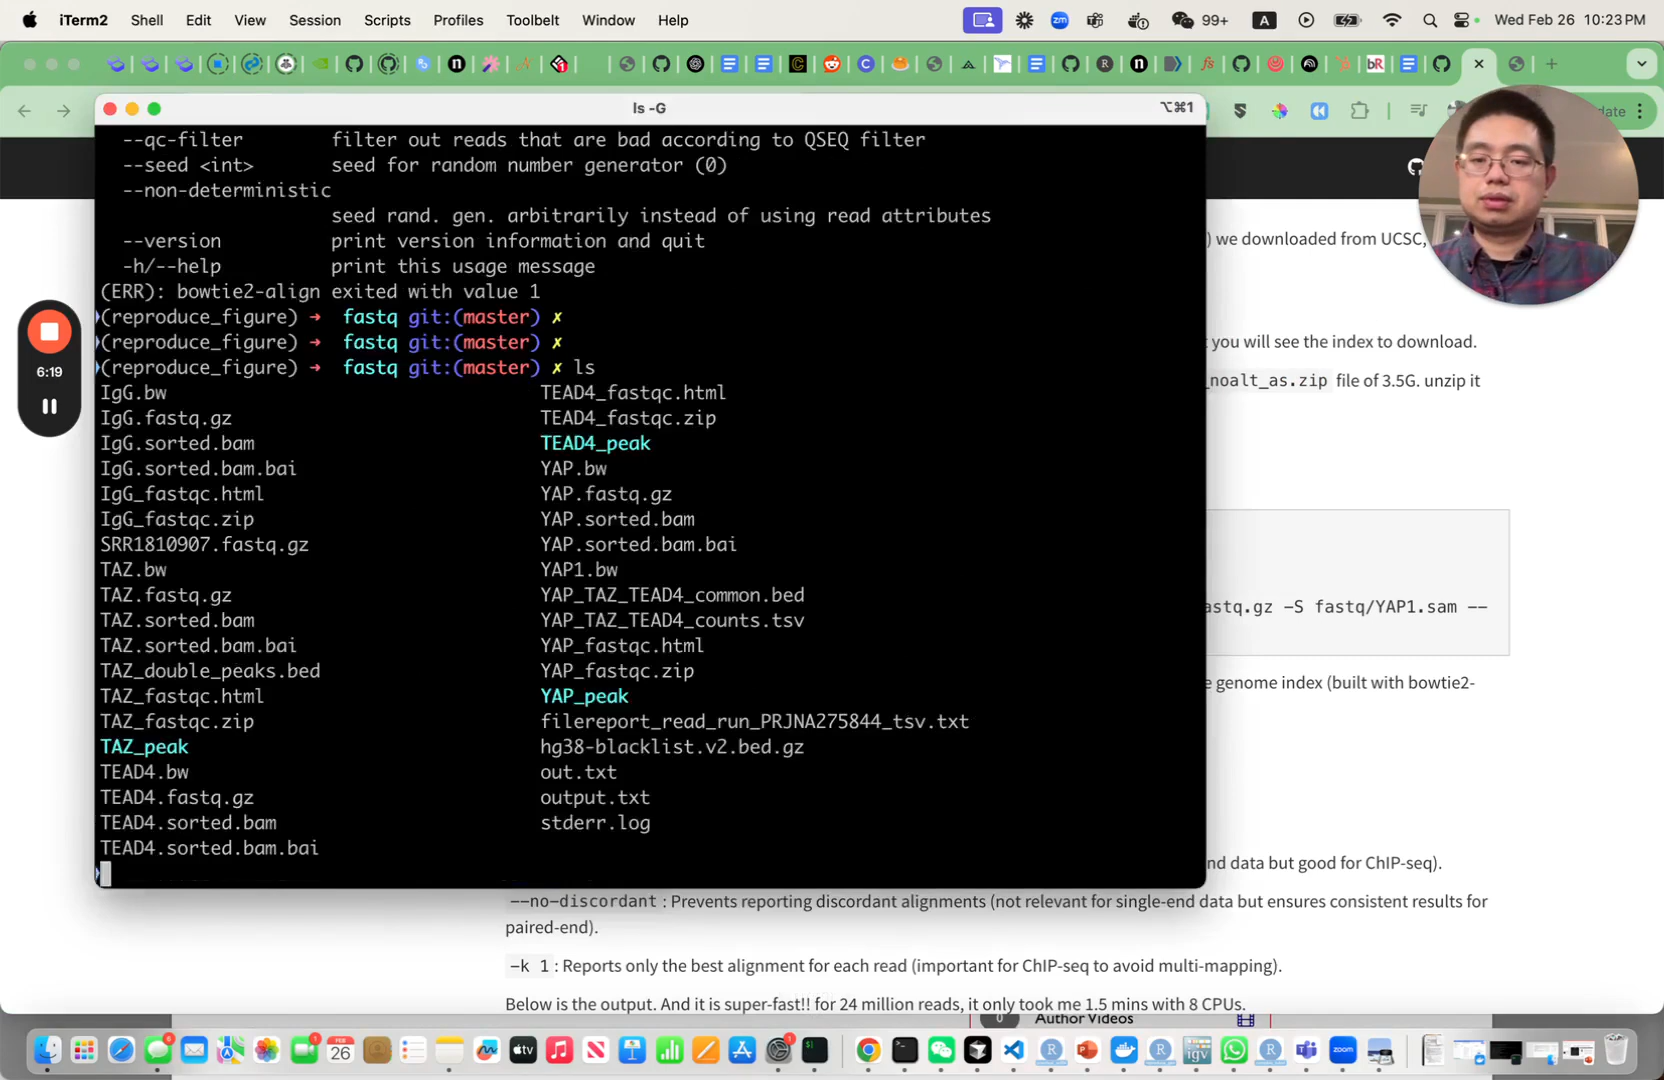 iTerm2 Shell Edit View Session Scripts Profiles Toolbelt Window Help
99+ A Wed Feb 26 10:23 PM
ls -G
⌥⌘1
--qc-filter filter out reads that are bad according to QSEQ filter
--seed <int> seed for random number generator (0)
--non-deterministic
seed rand. gen. arbitrarily instead of using read attributes
--version print version information and quit
-h/--help print this usage message
(ERR): bowtie2-align exited with value 1
(reproduce_figure) ➜ fastq git:(master) ✗
(reproduce_figure) ➜ fastq git:(master) ✗
(reproduce_figure) ➜ fastq git:(master) ✗ ls
IgG.bw TEAD4_fastqc.html
IgG.fastq.gz TEAD4_fastqc.zip
IgG.sorted.bam TEAD4_peak
IgG.sorted.bam.bai YAP.bw
IgG_fastqc.html YAP.fastq.gz
IgG_fastqc.zip YAP.sorted.bam
SRR1810907.fastq.gz YAP.sorted.bam.bai
TAZ.bw YAP1.bw
TAZ.fastq.gz YAP_TAZ_TEAD4_common.bed
TAZ.sorted.bam YAP_TAZ_TEAD4_counts.tsv
TAZ.sorted.bam.bai YAP_fastqc.html
TAZ_double_peaks.bed YAP_fastqc.zip
TAZ_fastqc.html YAP_peak
TAZ_fastqc.zip filereport_read_run_PRJNA275844_tsv.txt
TAZ_peak hg38-blacklist.v2.bed.gz
TEAD4.bw out.txt
TEAD4.fastq.gz output.txt
TEAD4.sorted.bam stderr.log
TEAD4.sorted.bam.bai
6:19
) we downloaded from UCSC,
t you will see the index to download.
_noalt_as.zip file of 3.5G. unzip it
astq.gz -S fastq/YAP1.sam --
e genome index (built with bowtie2-
nd data but good for ChIP-seq).
--no-discordant : Prevents reporting discordant alignments (not relevant for single-end data but ensures consistent results for
paired-end).
-k 1 : Reports only the best alignment for each read (important for ChIP-seq to avoid multi-mapping).
Below is the output. And it is super-fast!! for 24 million reads, it only took me 1.5 mins with 8 CPUs.
0 Author Videos
FEB
26